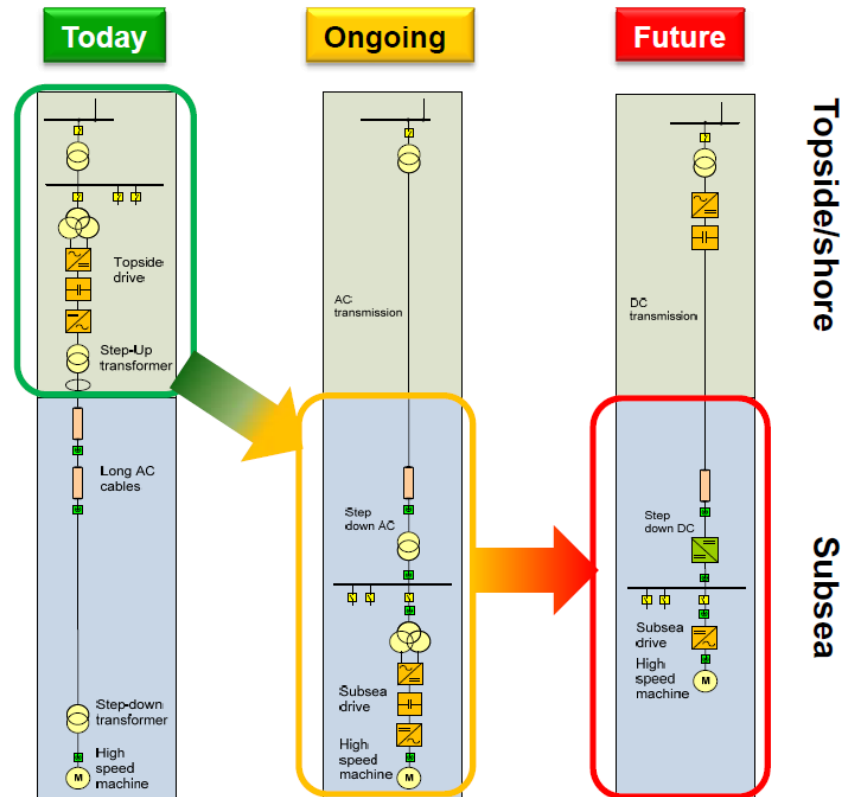 Today
Ongoing
Future
Topside/shore
Topside
drive
Step-Up
transformer
Long AC
cables
Step-down
transformer
High
speed
machine
M
AC
transmission
Step
down AC
Subsea
drive
High
speed
machine
M
DC
transmission
Step
down DC
Subsea
drive
High
speed
machine
M
Subsea